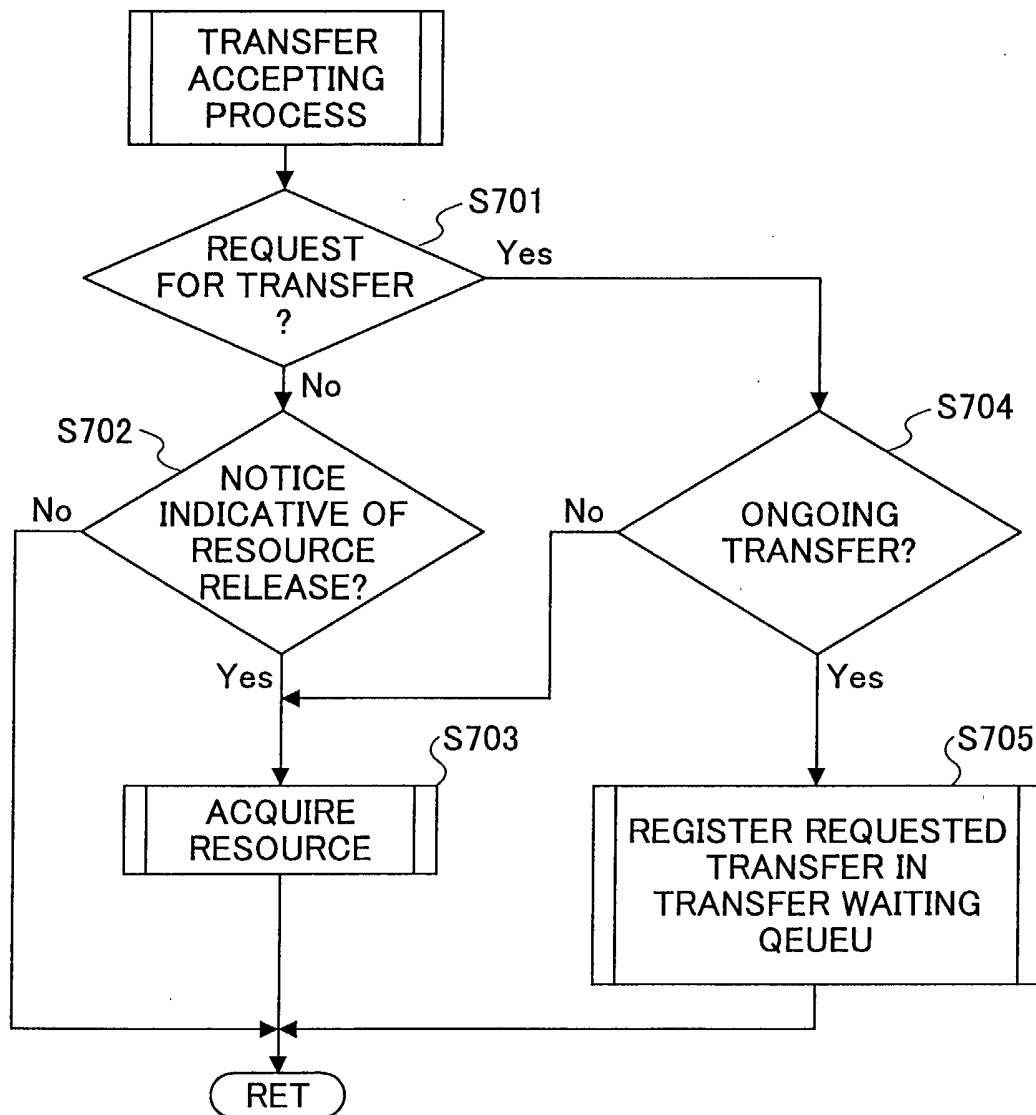 TRANSFER
ACCEPTING
PROCESS
S701
REQUEST
FOR TRANSFER
?
Yes
No
S702
NOTICE
INDICATIVE OF
RESOURCE
RELEASE?
No
Yes
S704
ONGOING
TRANSFER?
No
Yes
S703
ACQUIRE
RESOURCE
S705
REGISTER REQUESTED
TRANSFER IN
TRANSFER WAITING
QEUEU
RET